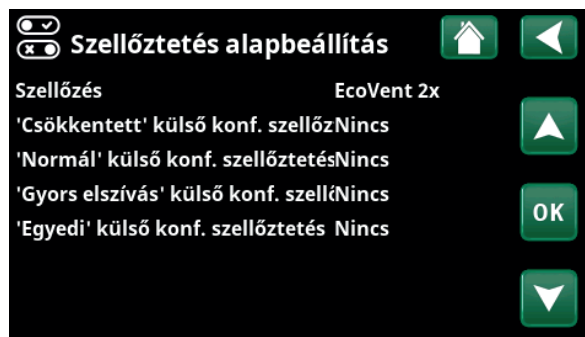 Szellőztetés alapbeállítás
Szellőzés EcoVent 2x
'Csökkentett' külső konf. szellőz Nincs
'Normál' külső konf. szellőztetés Nincs
'Gyors elszívás' külső konf. szell Nincs
'Egyedi' külső konf. szellőztetés Nincs
OK